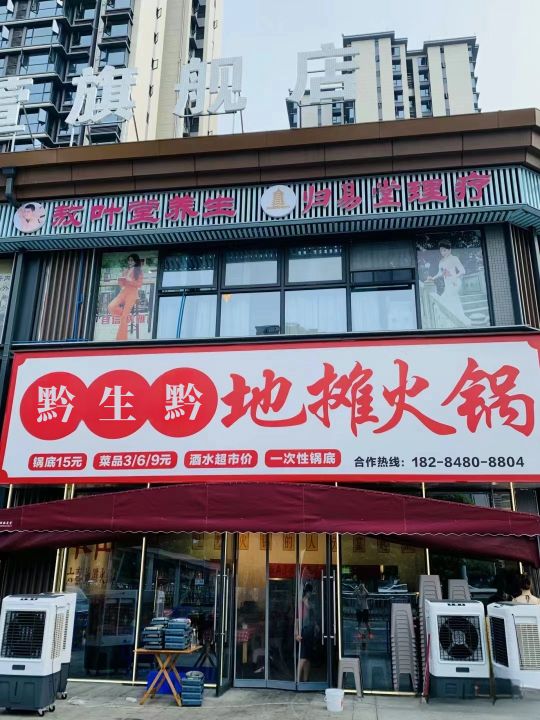 旗舰店
玫叶堂养生 归易堂理疗
黔生黔 地摊火锅
锅底15元 菜品3/6/9元 酒水超市价 一次性锅底 合作热线：182-8480-8804